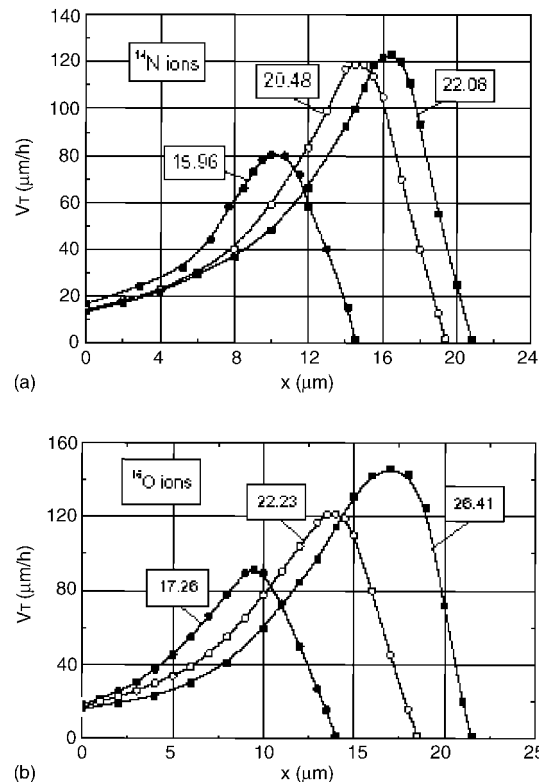 140
120
100
80
60
40
20
0
VT (µm/h)
¹⁴N ions
20.48
22.08
15.96
0 4 8 12 16 20 24
x (µm)
(a)
160
120
80
40
0
VT (µm/h)
¹⁶O ions
22.23
26.41
17.26
0 5 10 15 20 25
x (µm)
(b)